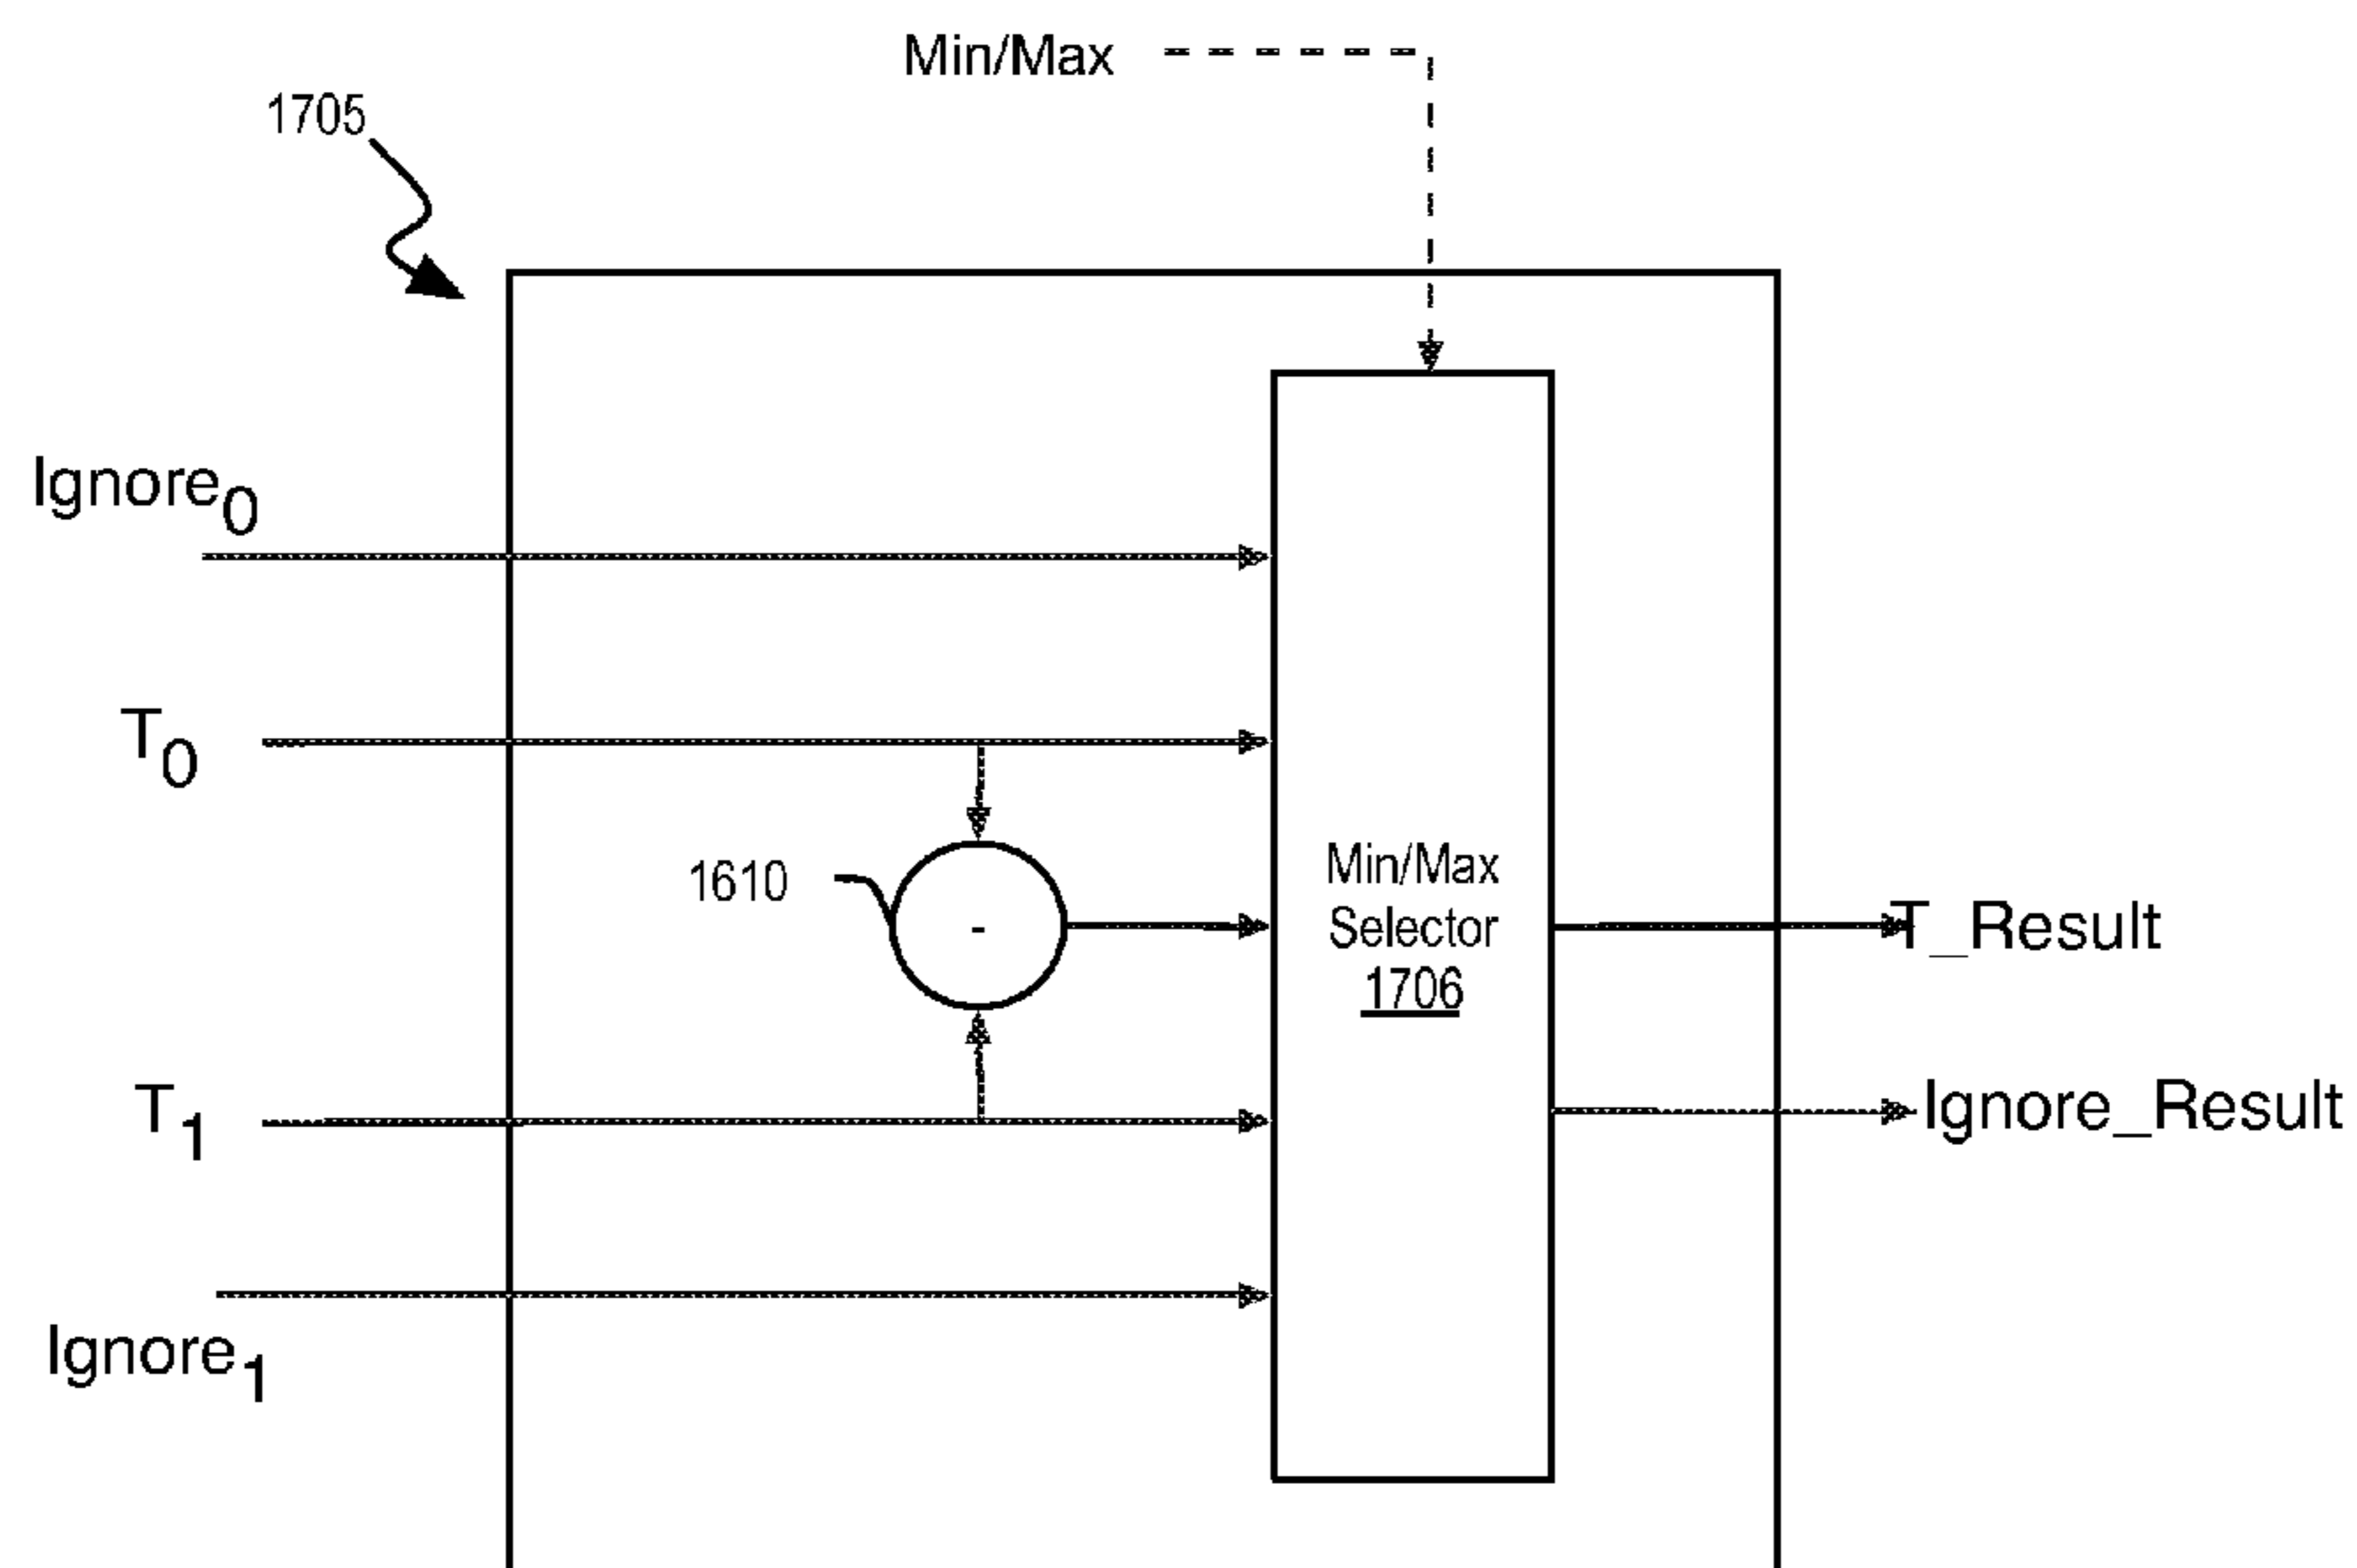 Min/Max
1705
Ignore0
T0
1610
-
Min/Max
Selector
1706
T_Result
T1
Ignore_Result
Ignore1